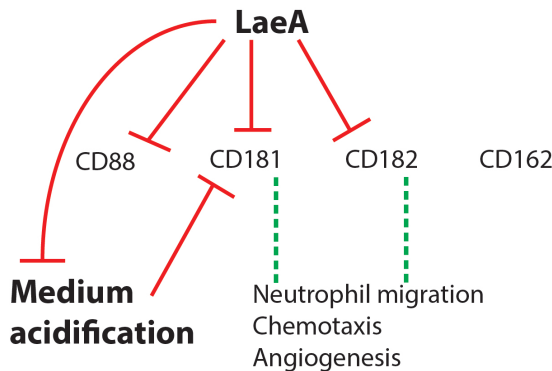 LaeA
CD88 CD181 CD182 CD162
Medium
acidification
Neutrophil migration
Chemotaxis
Angiogenesis